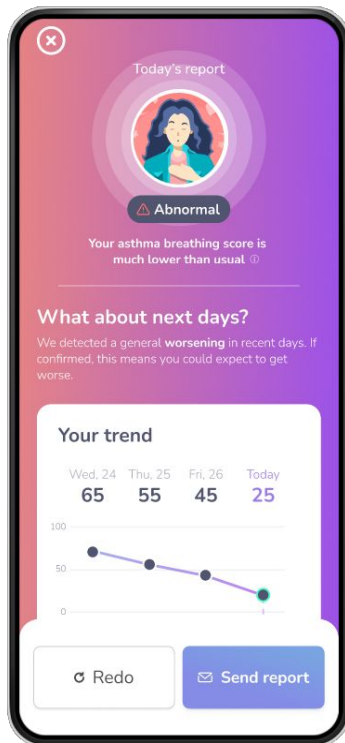 Today's report
Abnormal
Your asthma breathing score is
much lower than usual
What about next days?
We detected a general worsening in recent days. If
confirmed, this means you could expect to get
worse.
Your trend
Wed, 24 Thu, 25 Fri, 26 Today
65 55 45 25
100
50
0
Redo Send report